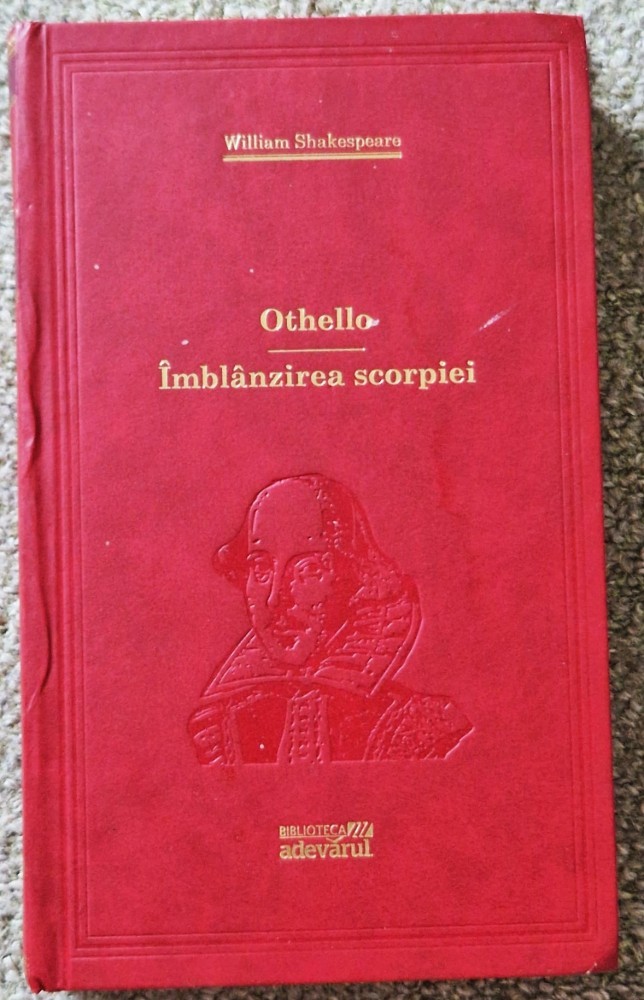 William Shakespeare
Othello
Îmblânzirea scorpiei
BIBLIOTECA
adevărul